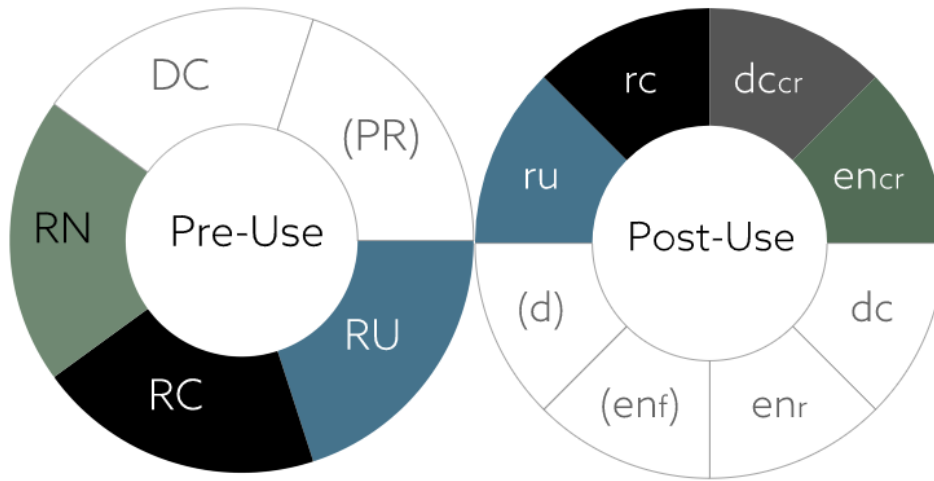 DC
(PR)
RN
Pre-Use
RC
RU
rc
dccr
ru
encr
Post-Use
(d)
dc
(enf)
enr